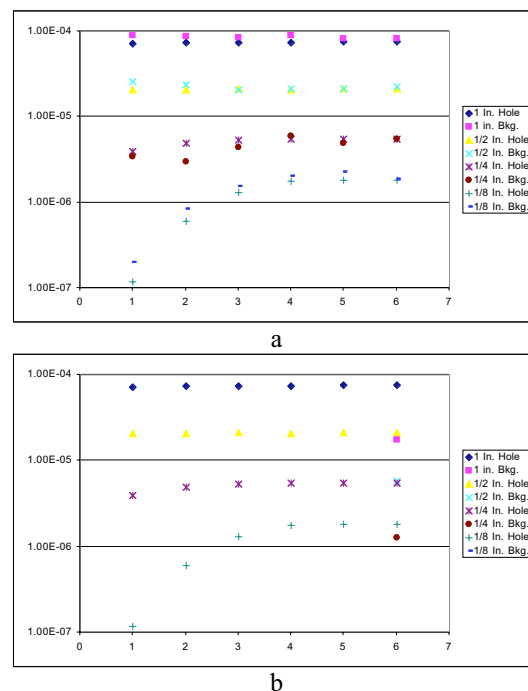 1.00E-04
1.00E-05
1.00E-06
1.00E-07
0 1 2 3 4 5 6 7
1 In. Hole
1 in. Bkg.
1/2 In. Hole
1/2 In. Bkg.
1/4 In. Hole
1/4 In. Bkg.
1/8 In. Hole
1/8 In. Bkg.
a
1.00E-04
1.00E-05
1.00E-06
1.00E-07
0 1 2 3 4 5 6 7
1 In. Hole
1 in. Bkg.
1/2 In. Hole
1/2 In. Bkg.
1/4 In. Hole
1/4 In. Bkg.
1/8 In. Hole
1/8 In. Bkg.
b